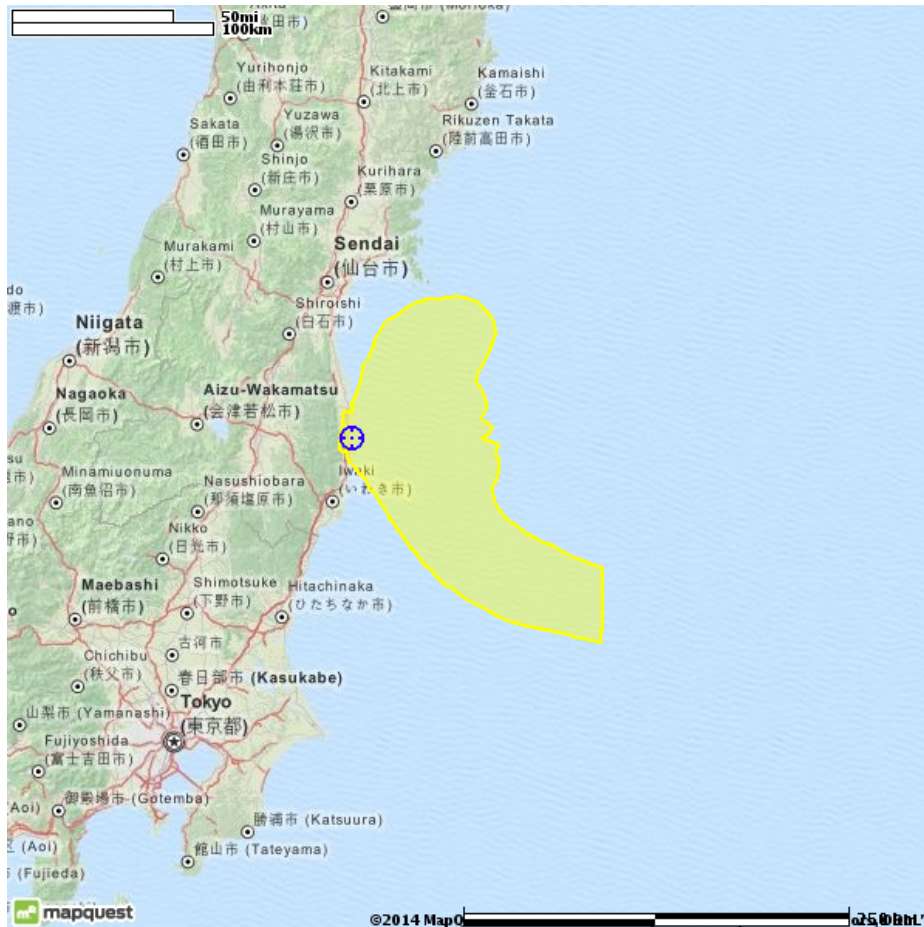 50mi
100km
Yurihonjo
(由利本荘市)
Kitakami
(北上市)
Kamaishi
(釜石市)
Yuzawa
(湯沢市)
Rikuzen Takata
(陸前高田市)
Sakata
(酒田市)
Shinjo
(新庄市)
Kurihara
(栗原市)
Murayama
(村山市)
Sendai
(仙台市)
Murakami
(村上市)
Shiroishi
(白石市)
Niigata
(新潟市)
Nagaoka
(長岡市)
Aizu-Wakamatsu
(会津若松市)
Iwaki
(いわき市)
Minamiuonuma
(南魚沼市)
Nasushiobara
(那須塩原市)
Nikko
(日光市)
Maebashi
(前橋市)
Shimotsuke
(下野市)
Hitachinaka
(ひたちなか市)
古河市
Chichibu
(秩父市)
春日部市 (Kasukabe)
Tokyo
(東京都)
山梨市 (Yamanashi)
Fujiyoshida
(富士吉田市)
御殿場市 (Gotemba)
勝浦市 (Katsuura)
(Aoi)
館山市 (Tateyama)
(Fujieda)
mapquest
©2014 MapQ